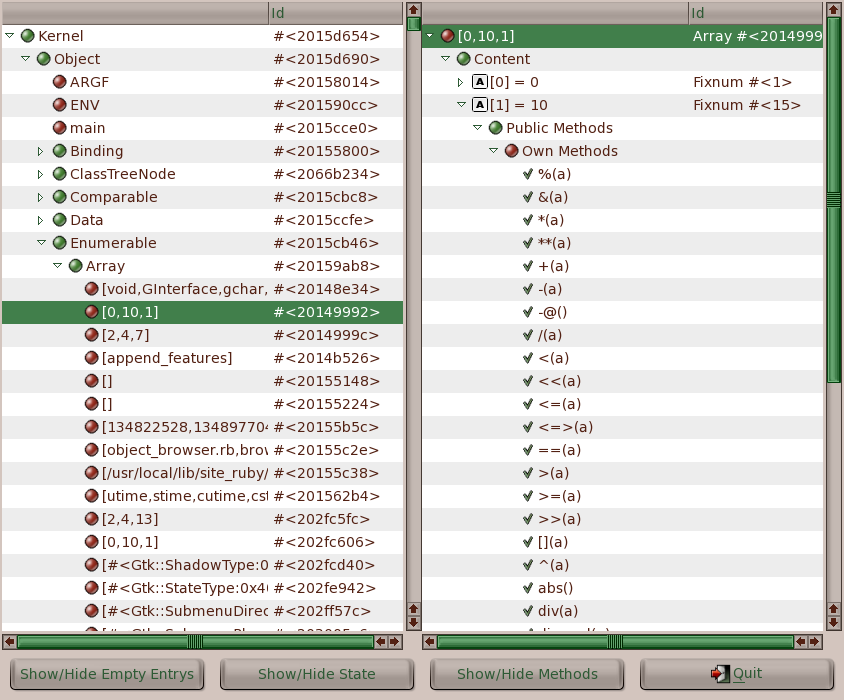 Id
Kernel #<2015d654>
Object #<2015d690>
ARGF #<20158014>
ENV #<201590cc>
main #<2015cce0>
Binding #<20155800>
ClassTreeNode #<2066b234>
Comparable #<2015cbc8>
Data #<2015ccfe>
Enumerable #<2015cb46>
Array #<20159ab8>
[void,GInterface,gchar, #<20148e34>
[0,10,1] #<20149992>
[2,4,7] #<2014999c>
[append_features] #<2014b526>
[] #<20155148>
[] #<20155224>
[134822528,13489770 #<20155b5c>
[object_browser.rb,brov #<20155c2e>
[/usr/local/lib/site_ruby/ #<20155c38>
[utime,stime,cutime,cst #<201562b4>
[2,4,13] #<202fc5fc>
[0,10,1] #<202fc606>
[#<Gtk::ShadowType:0 #<202fcd40>
[#<Gtk::StateType:0x4 #<202fe942>
[#<Gtk::SubmenuDirec #<202ff57c>
Id
[0,10,1] Array #<2014999
Content
A [0] = 0 Fixnum #<1>
A [1] = 10 Fixnum #<15>
Public Methods
Own Methods
%(a)
&(a)
*(a)
**(a)
+(a)
-(a)
-@()
/(a)
<(a)
<<(a)
<=(a)
<=>(a)
==(a)
>(a)
>=(a)
>>(a)
[](a)
^(a)
abs()
div(a)
Show/Hide Empty Entrys Show/Hide State Show/Hide Methods Quit